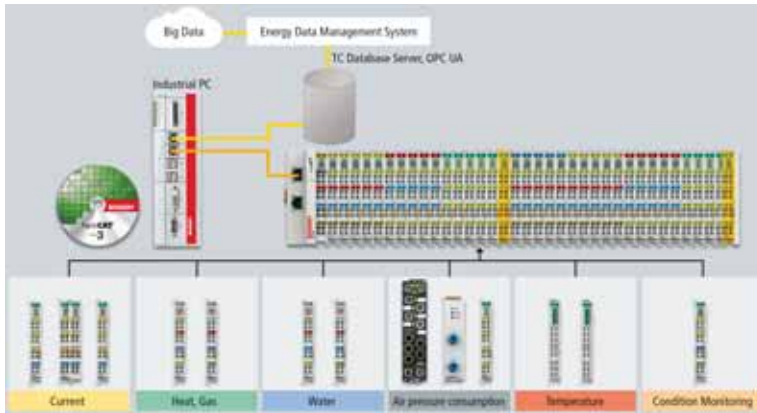 Big Data
Energy Data Management System
TC Database Server, OPC UA
Industrial PC
3
Current
Heat, Gas
Water
Air pressure consumption
Temperature
Condition Monitoring